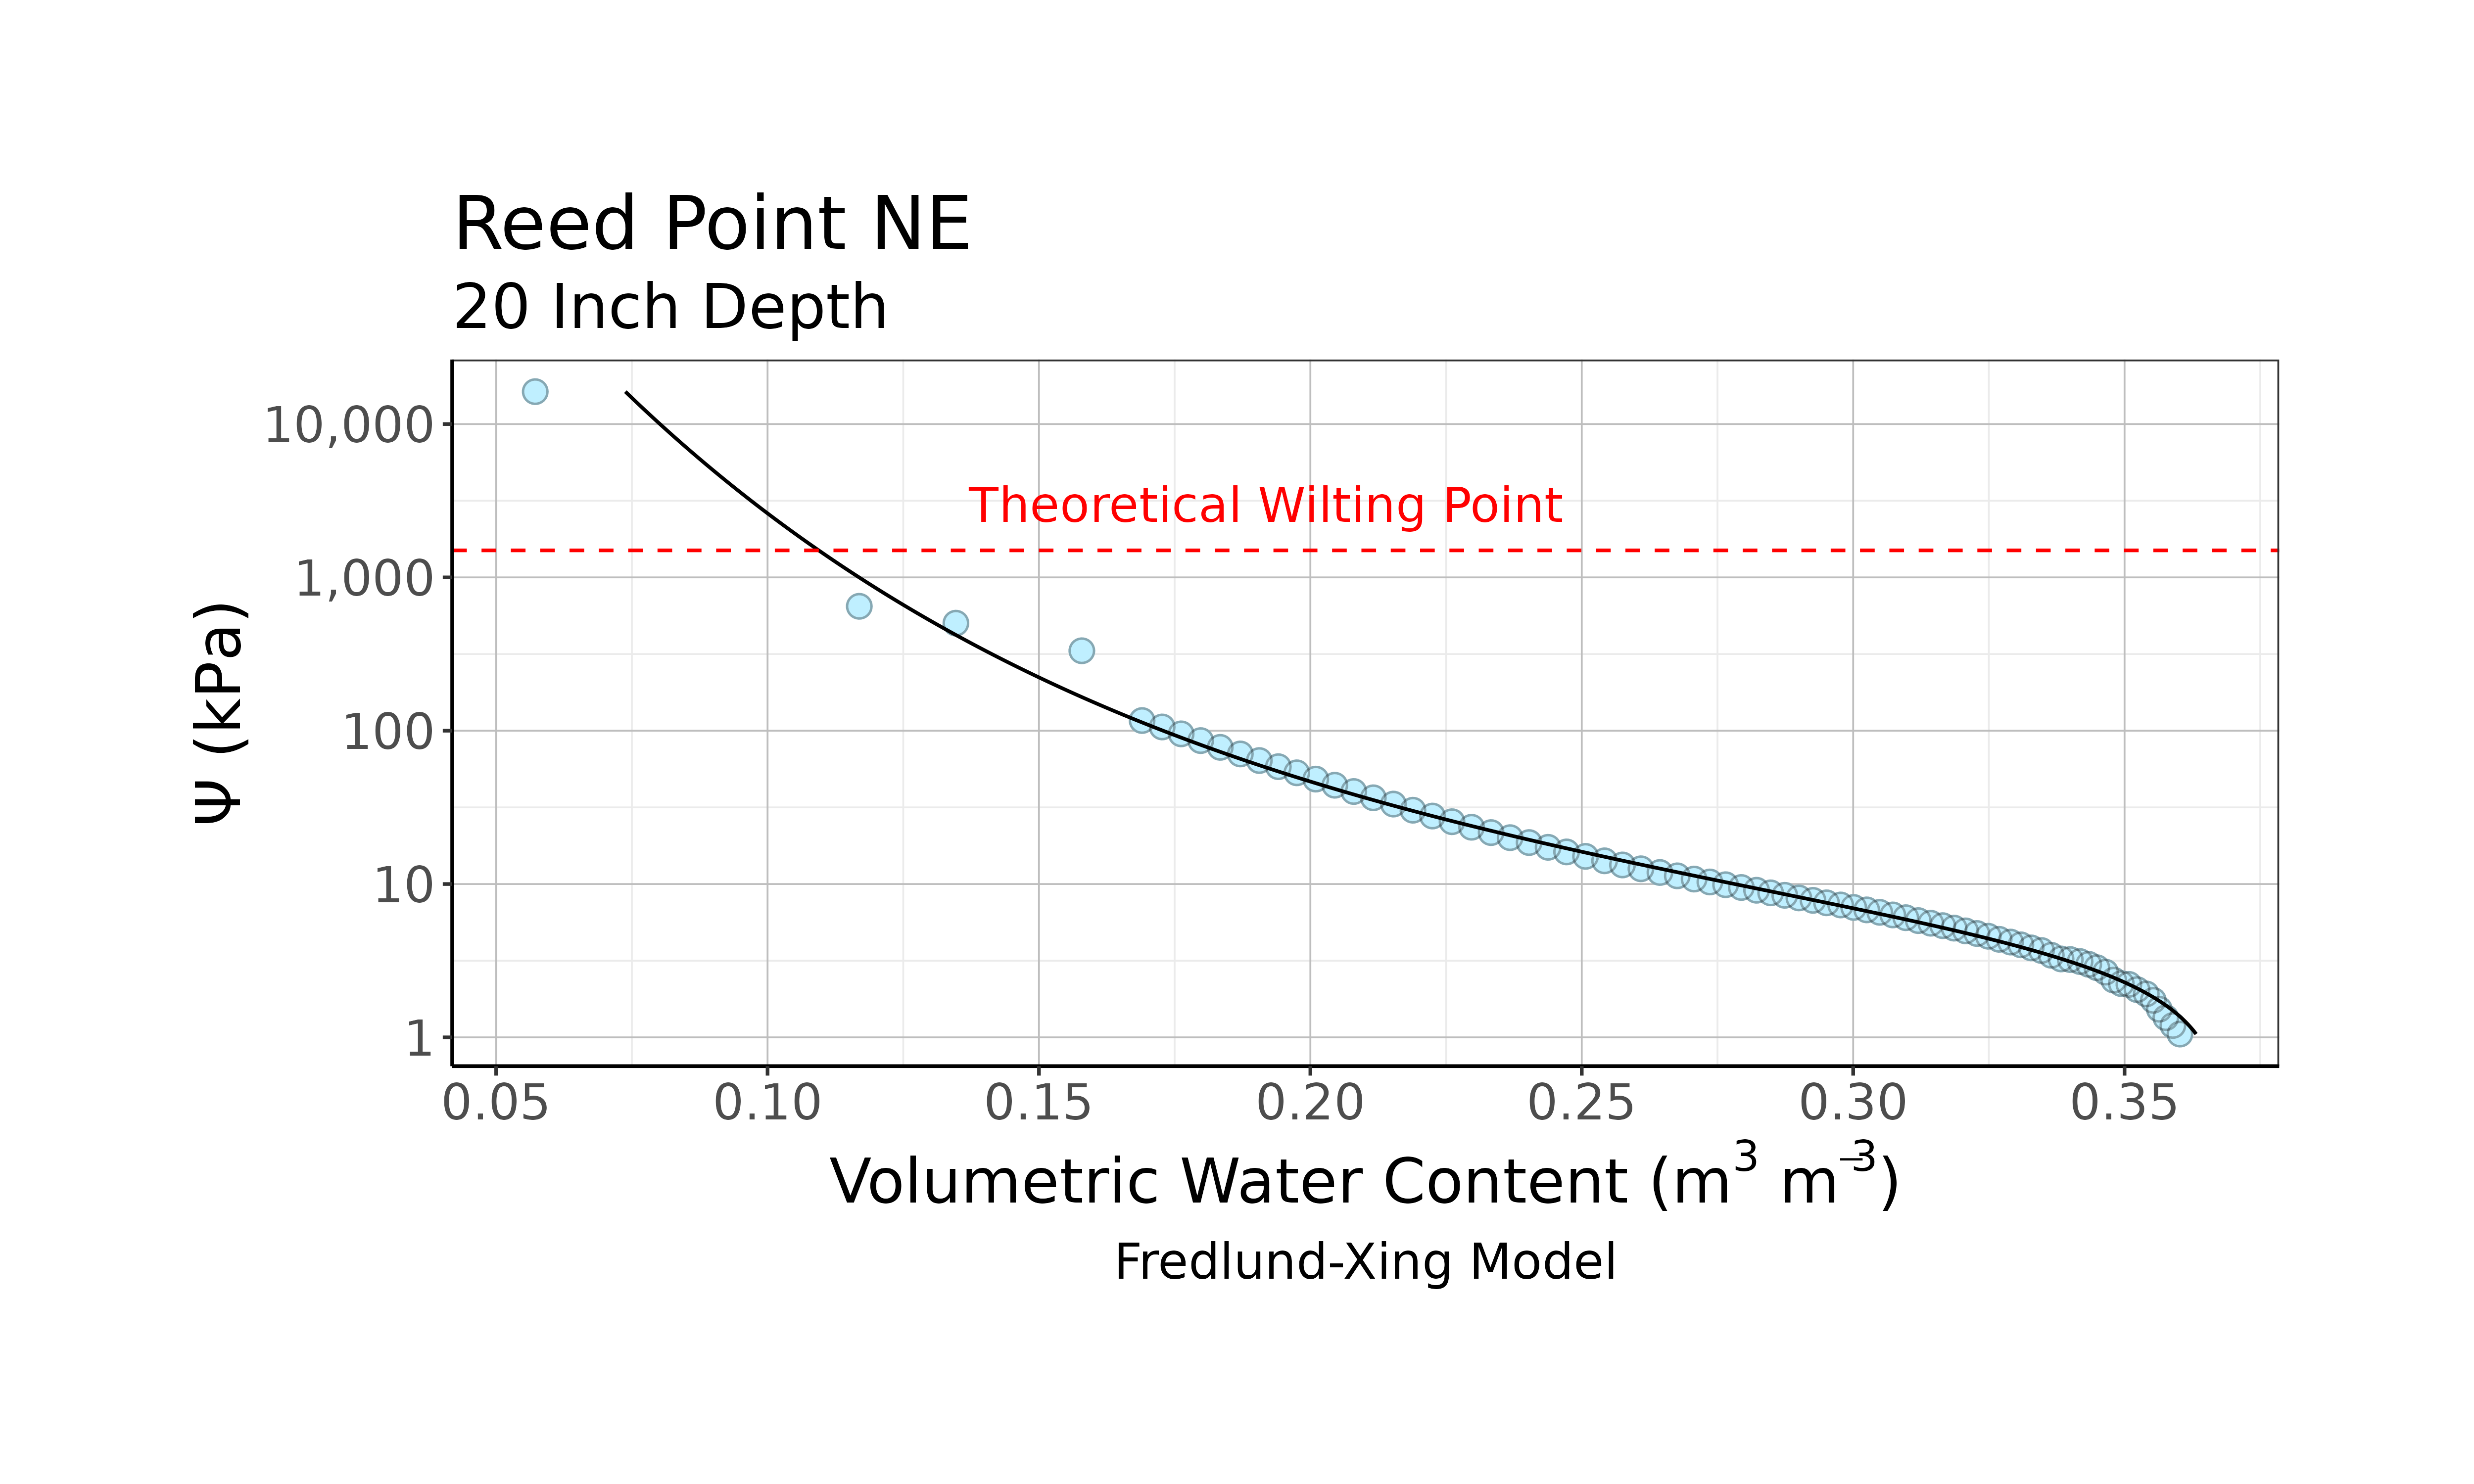 Reed Point NE
20 Inch Depth
Theoretical Wilting Point
Ψ (kPa)
10,000
1,000
100
10
1
0.05 0.10 0.15 0.20 0.25 0.30 0.35
Volumetric Water Content (m³ m⁻³)
Fredlund-Xing Model